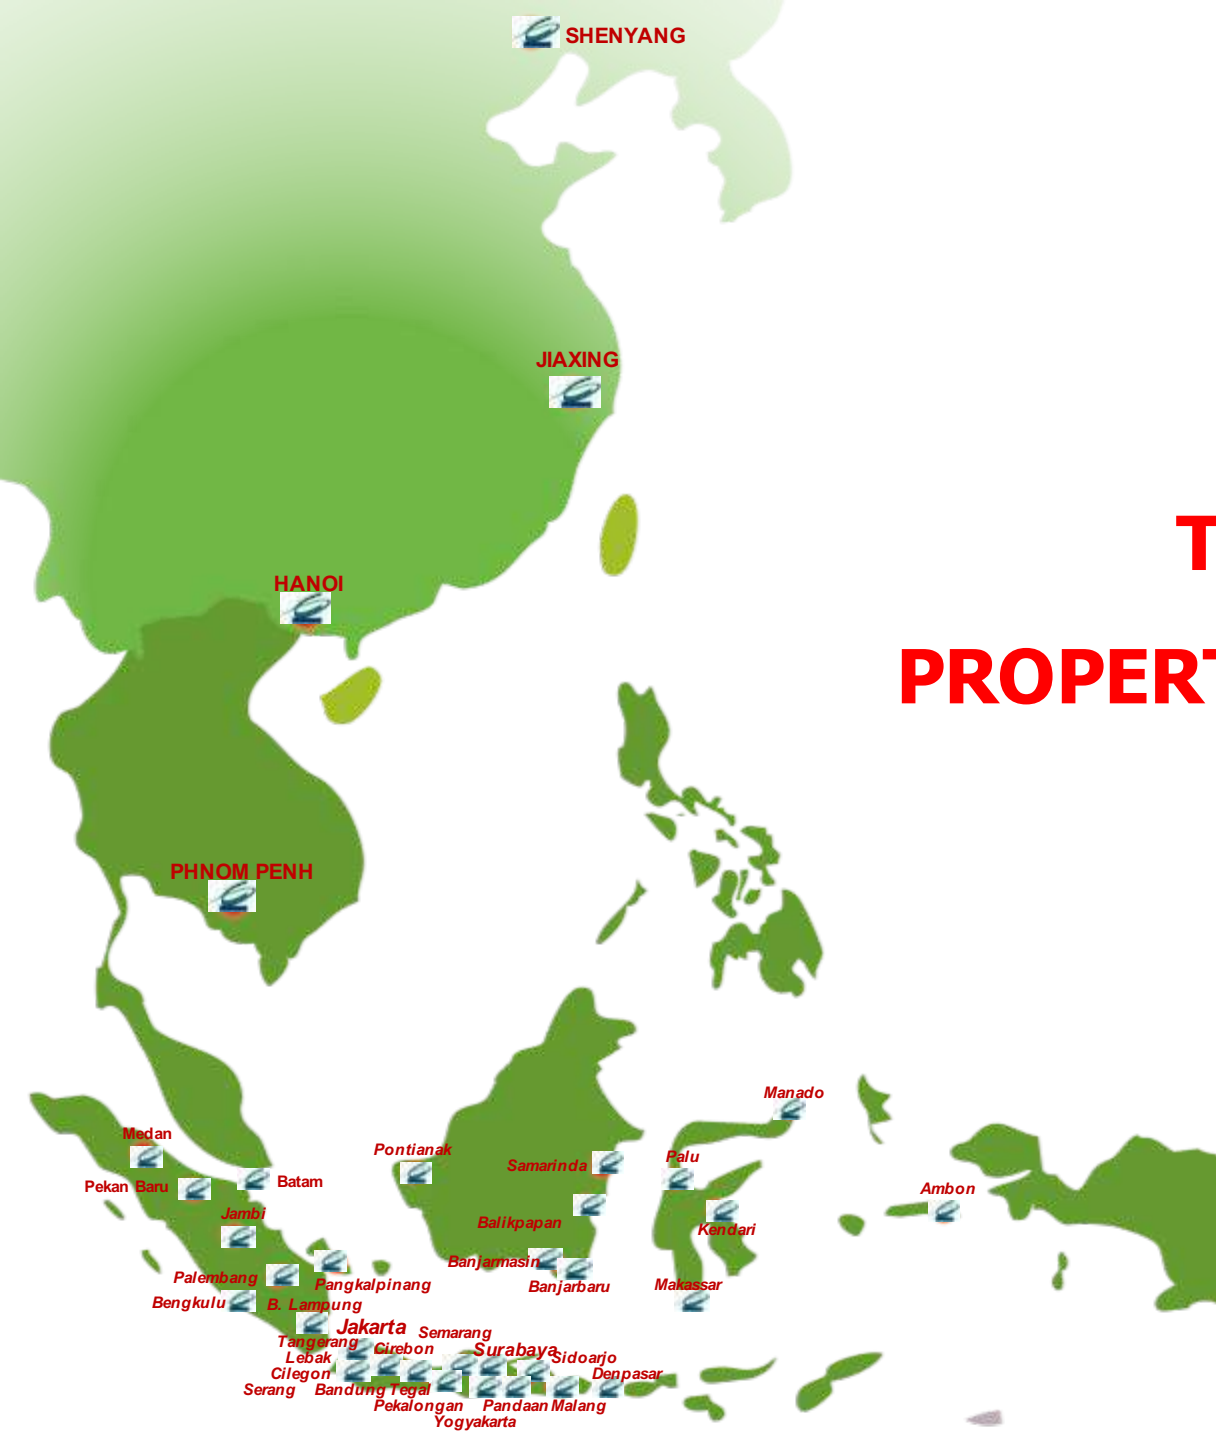 SHENYANG
JIAXING
T
HANOI
PROPERT
PHNOM PENH
Manado
Medan
Pontianak
Samarinda
Palu
Pekan Baru
Batam
Ambon
Jambi
Balikpapan
Kendari
Banjarmasin
Palembang
Pangkalpinang
Banjarbaru
Makassar
Bengkulu
B. Lampung
Jakarta
Semarang
Tangerang
Cirebon
Surabaya
Lebak
Sidoarjo
Cilegon
Denpasar
Serang
Bandung
Tegal
Pekalongan
Pandaan
Malang
Yogyakarta